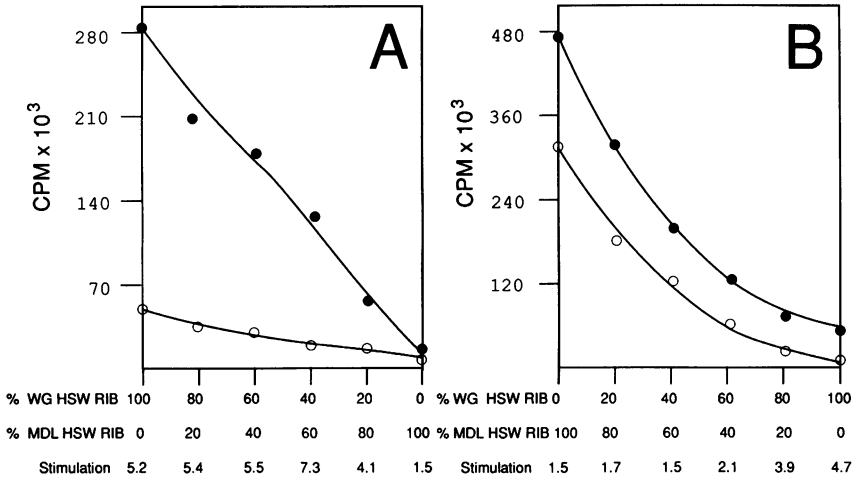 A
B
280
210
140
70
CPM x 10³
480
360
240
120
CPM x 10³
% WG HSW RIB 100 80 60 40 20 0
% MDL HSW RIB 0 20 40 60 80 100
Stimulation 5.2 5.4 5.5 7.3 4.1 1.5
% WG HSW RIB 0 20 40 60 80 100
% MDL HSW RIB 100 80 60 40 20 0
Stimulation 1.5 1.7 1.5 2.1 3.9 4.7